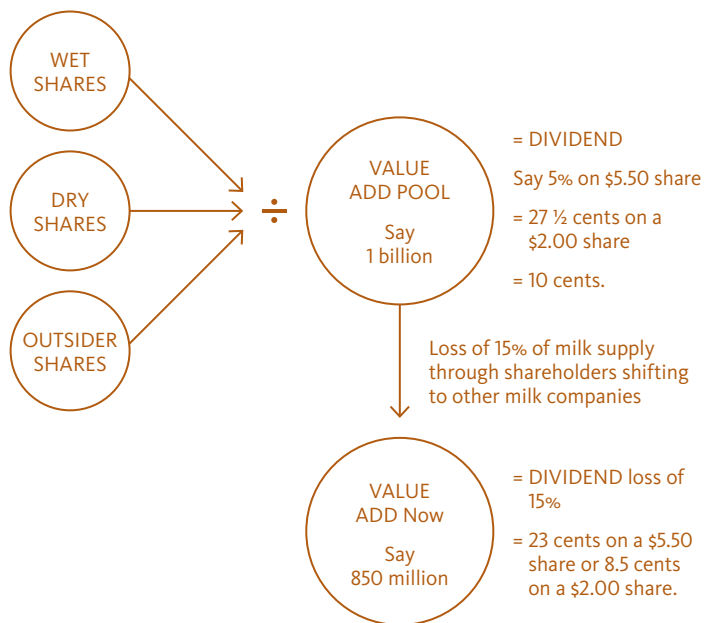 WET
SHARES
DRY
SHARES
OUTSIDER
SHARES
÷
VALUE
ADD POOL
Say
1 billion
= DIVIDEND
Say 5% on $5.50 share
= 27 ½ cents on a
$2.00 share
= 10 cents.
Loss of 15% of milk supply
through shareholders shifting
to other milk companies
VALUE
ADD Now
Say
850 million
= DIVIDEND loss of
15%
= 23 cents on a $5.50
share or 8.5 cents
on a $2.00 share.